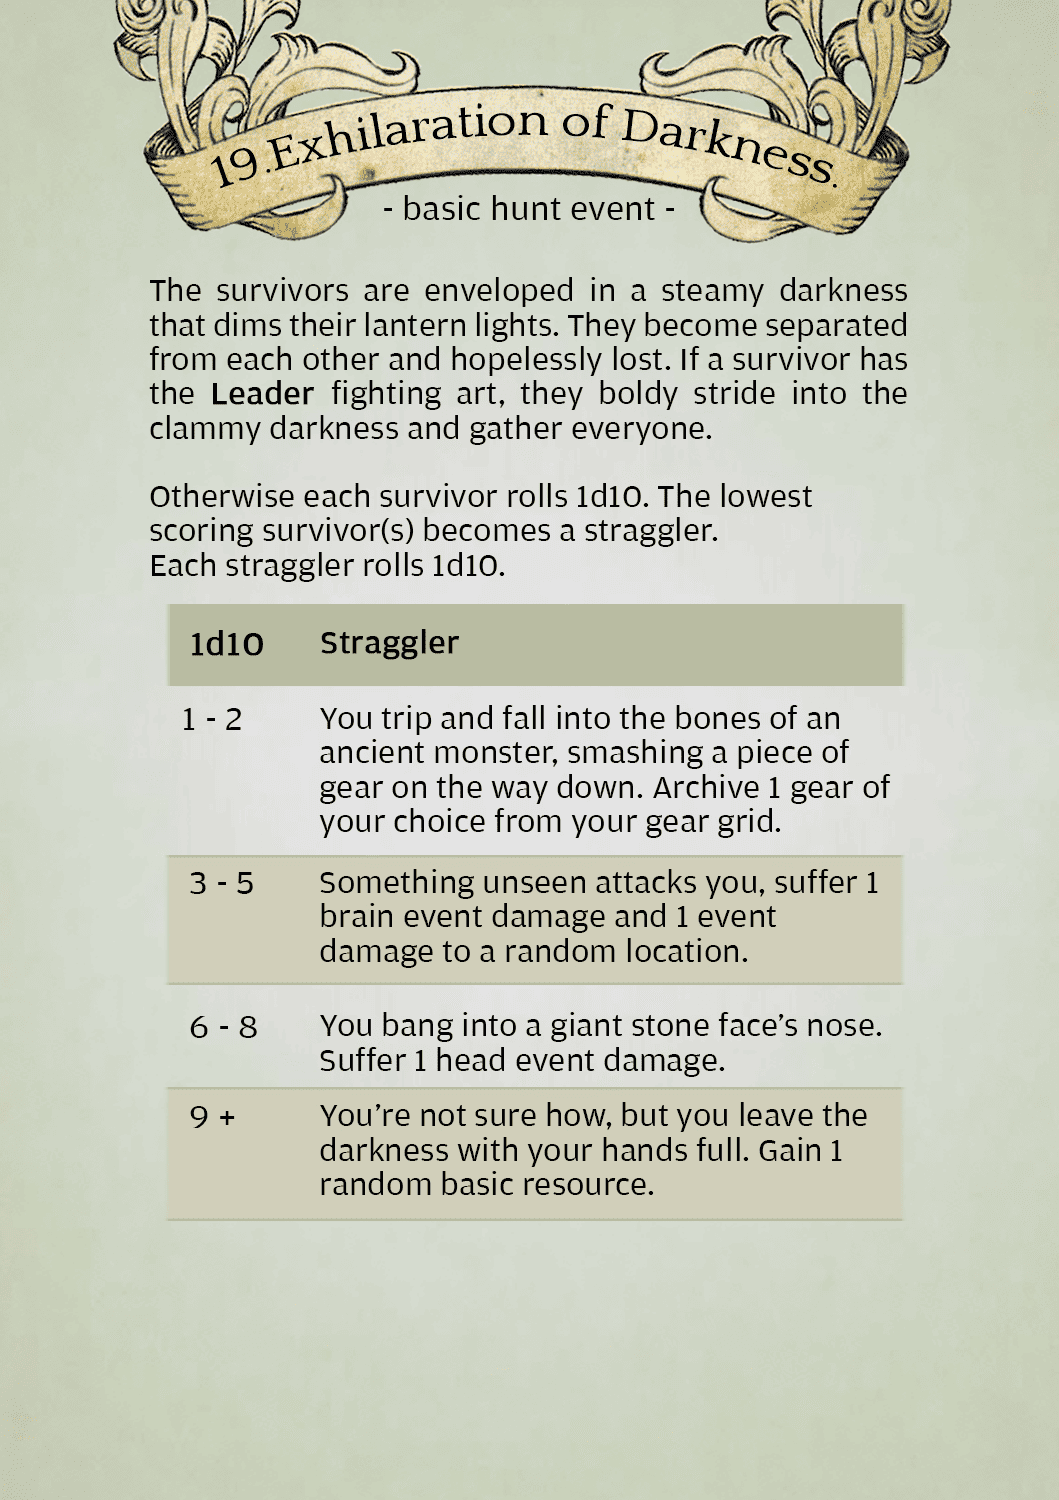 19.Exhilaration of Darkness.
- basic hunt event -
The survivors are enveloped in a steamy darkness
that dims their lantern lights. They become separated
from each other and hopelessly lost. If a survivor has
the Leader fighting art, they boldy stride into the
clammy darkness and gather everyone.
Otherwise each survivor rolls 1d10. The lowest
scoring survivor(s) becomes a straggler.
Each straggler rolls 1d10.
1d10 Straggler
1 - 2 You trip and fall into the bones of an
ancient monster, smashing a piece of
gear on the way down. Archive 1 gear of
your choice from your gear grid.
3 - 5 Something unseen attacks you, suffer 1
brain event damage and 1 event
damage to a random location.
6 - 8 You bang into a giant stone face’s nose.
Suffer 1 head event damage.
9 + You’re not sure how, but you leave the
darkness with your hands full. Gain 1
random basic resource.